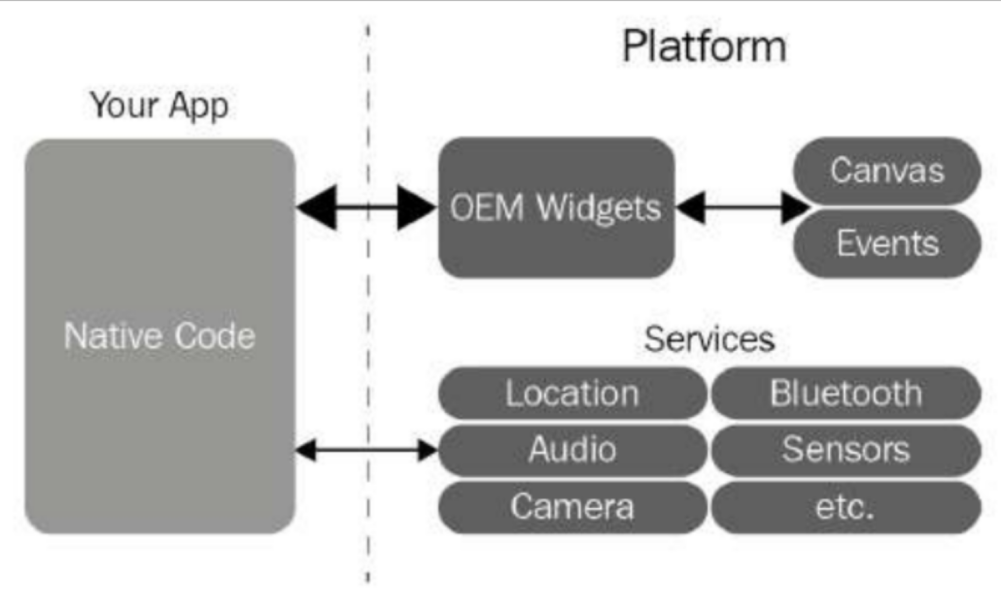 Platform
Your App
Native Code
OEM Widgets
Canvas
Events
Services
Location
Bluetooth
Audio
Sensors
Camera
etc.